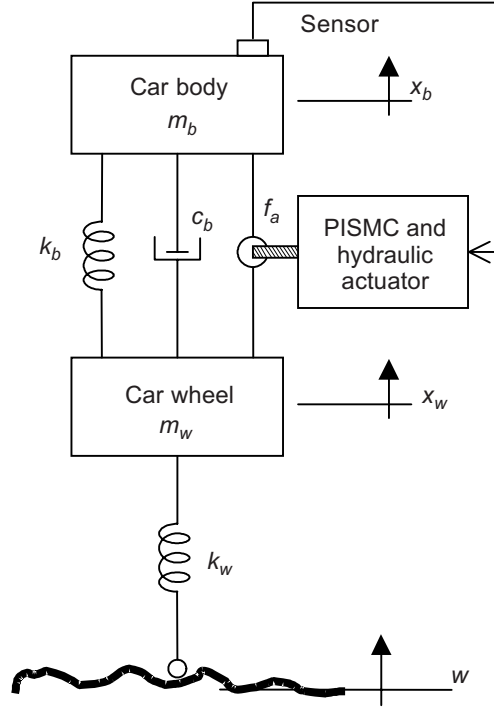 Sensor
Car body
m_b
x_b
k_b
c_b
f_a
PISMC and
hydraulic
actuator
Car wheel
m_w
x_w
k_w
w